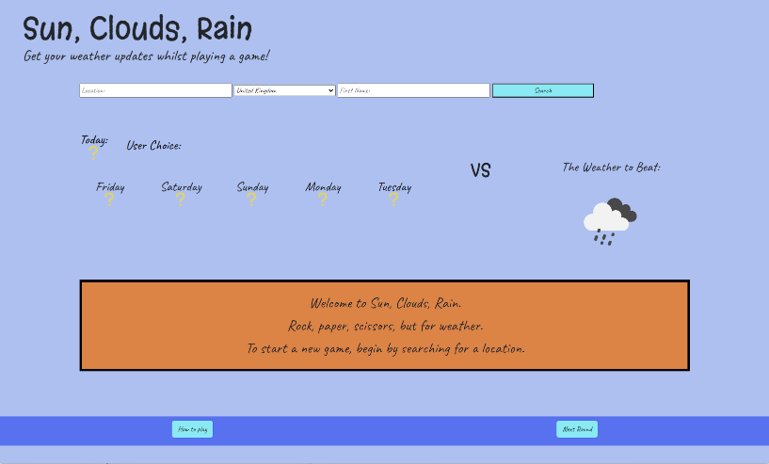 Sun, Clouds, Rain
Get your weather updates whilst playing a game!
Location:
United Kingdom
First Name:
Search
Today:
?
User Choice:
Friday
Saturday
Sunday
Monday
Tuesday
? ? ? ? ?
VS
The Weather to Beat:
Welcome to Sun, Clouds, Rain.
Rock, paper, scissors, but for weather.
To start a new game, begin by searching for a location.
How to play
Next Round